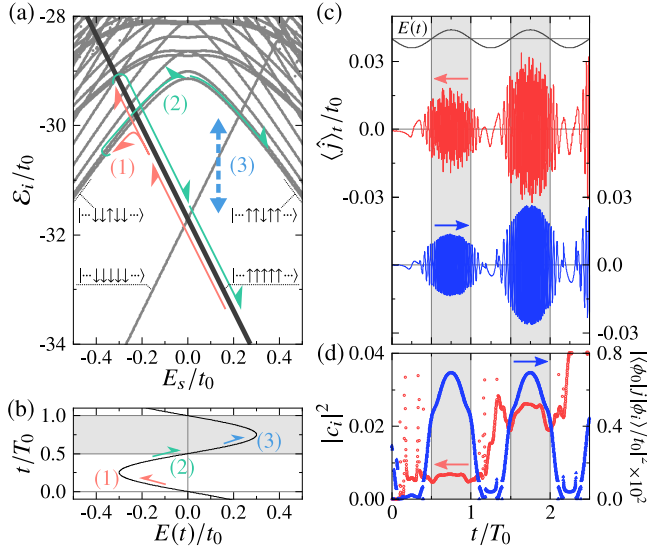 (a)
-28
-30
-32
-34
ℰᵢ/t₀
(1)
(2)
(3)
|···↓↓↑↓↓···⟩
|···↑↑↓↑↑···⟩
|···↓↓↓↓↓···⟩
|···↑↑↑↑↑···⟩
-0.4 -0.2 0.0 0.2 0.4
Eₛ/t₀
(b)
1.0
0.5
0.0
t/T₀
(1)
(2)
(3)
-0.4 -0.2 0.0 0.2 0.4
E(t)/t₀
(c)
E(t)
0.03
0.0
-0.03
⟨ĵ⟩ₜ/t₀
0.03
0.0
-0.03
(d)
0.04
0.02
0.00
|cᵢ|²
0.8
0.4
0.0
|⟨ϕ₀|j|ϕᵢ⟩/t₀|²×10²
0 1 2
t/T₀